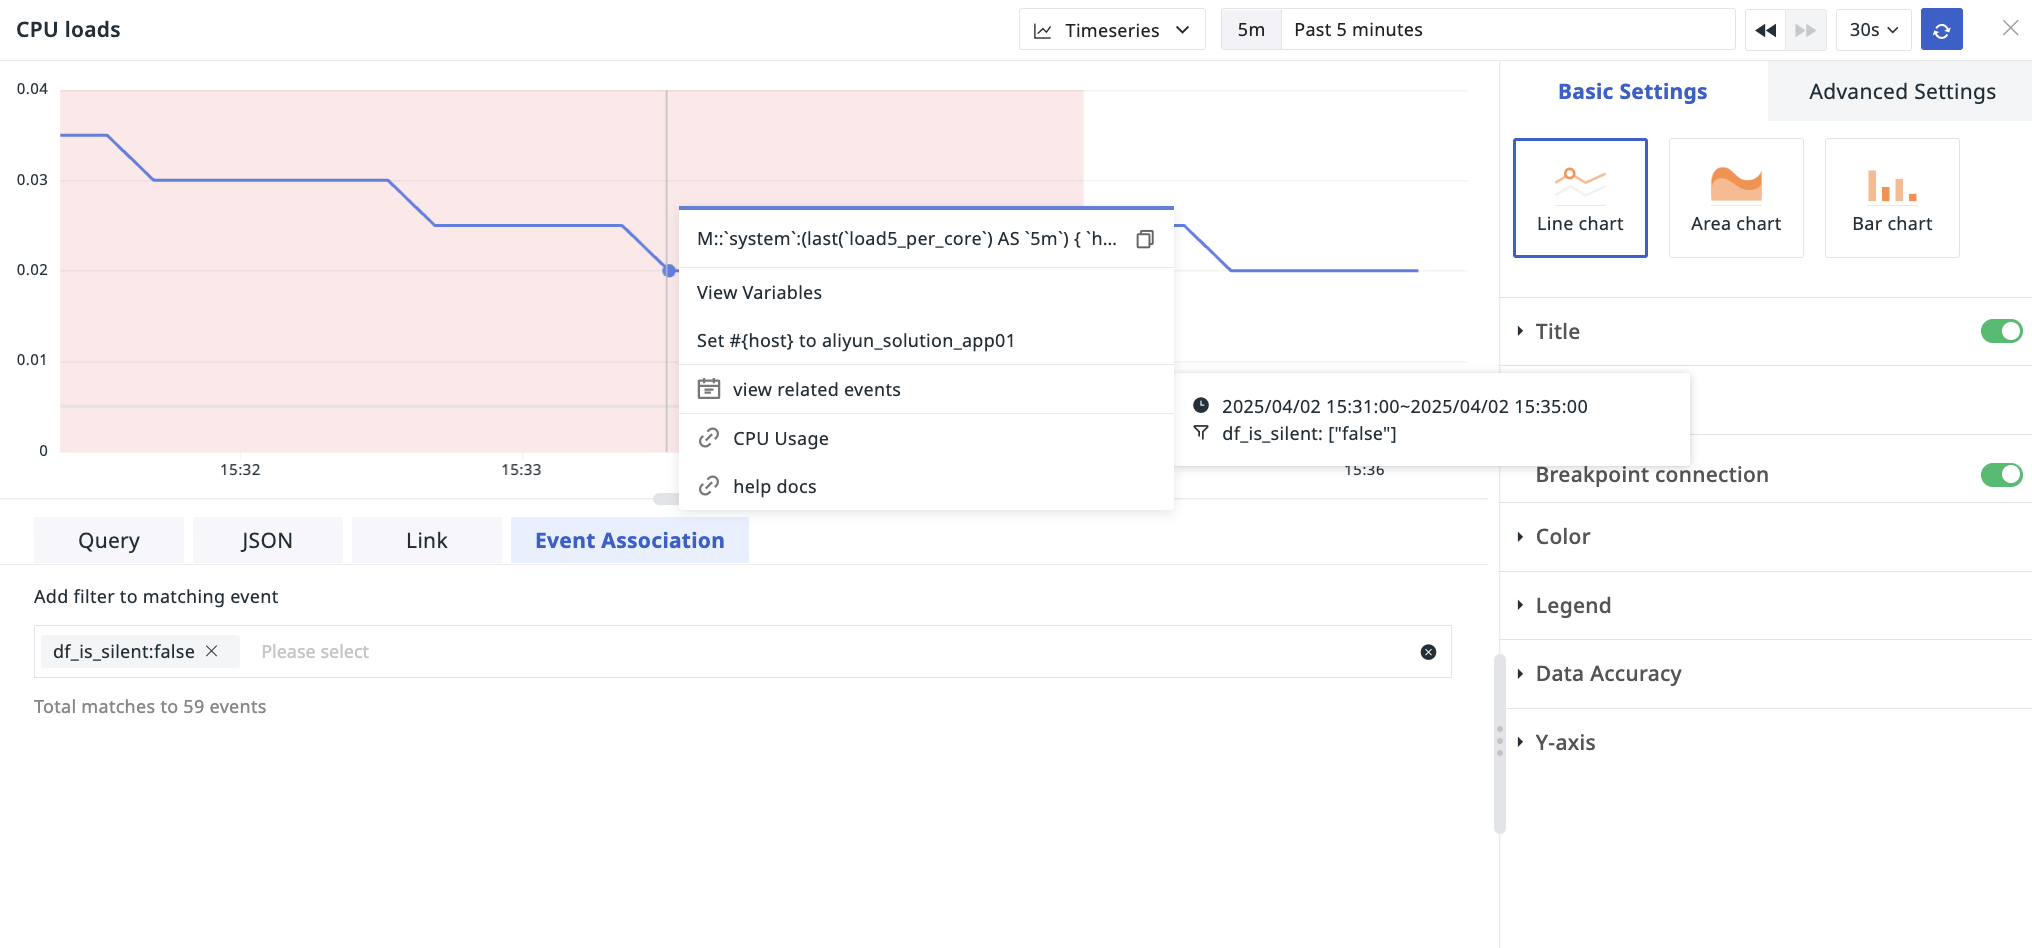 CPU loads
Timeseries
5m
Past 5 minutes
30s
0.04
0.03
0.02
0.01
0
15:32
15:33
15:36
M::`system`:(last(`load5_per_core`) AS `5m`) { `h...
View Variables
Set #{host} to aliyun_solution_app01
view related events
CPU Usage
help docs
2025/04/02 15:31:00~2025/04/02 15:35:00
df_is_silent: ["false"]
Query
JSON
Link
Event Association
Add filter to matching event
df_is_silent:false
Please select
Total matches to 59 events
Basic Settings
Advanced Settings
Line chart
Area chart
Bar chart
Title
Breakpoint connection
Color
Legend
Data Accuracy
Y-axis